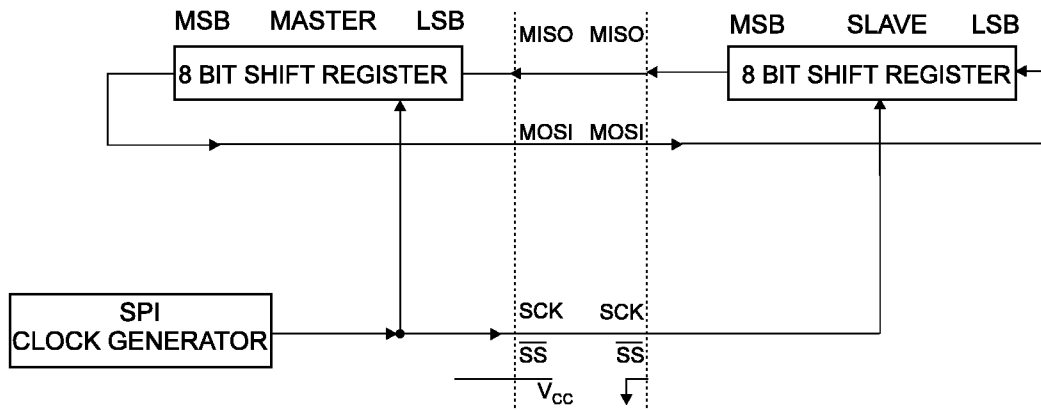 MSB MASTER LSB
MISO MISO
MSB SLAVE LSB
8 BIT SHIFT REGISTER
8 BIT SHIFT REGISTER
MOSI MOSI
SPI
CLOCK GENERATOR
SCK SCK
SS SS
VCC